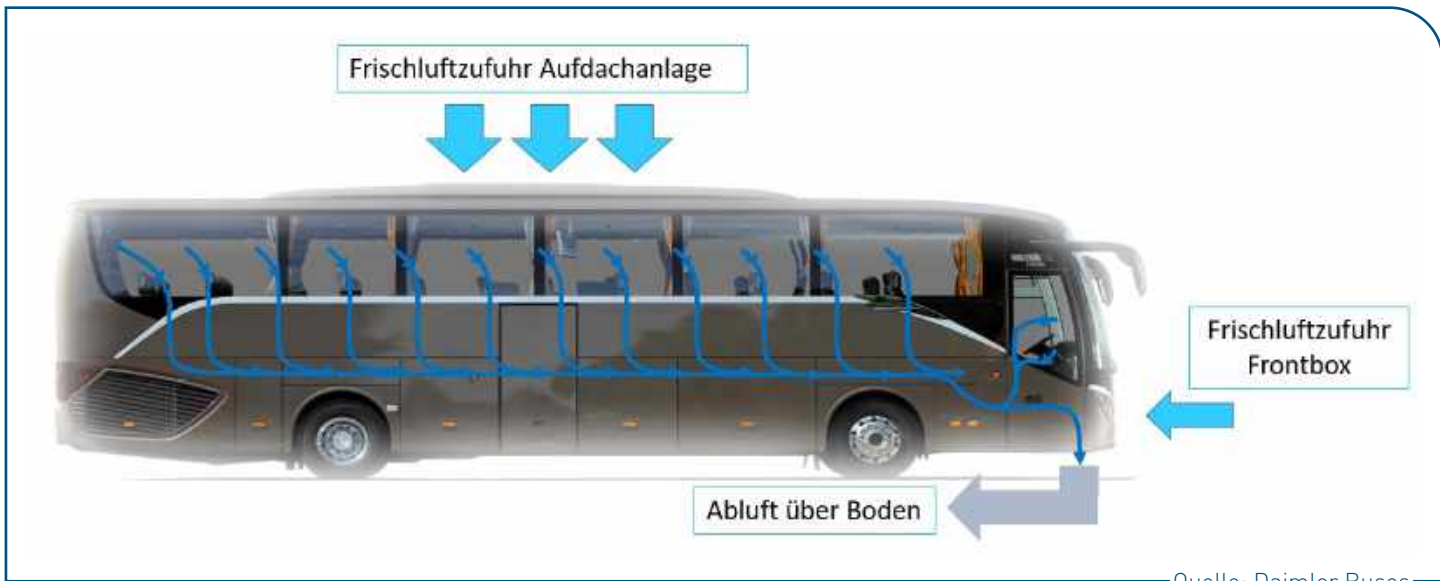 Frischluftzufuhr Aufdachanlage
Frischluftzufuhr
Frontbox
Abluft über Boden
Quelle: Daimler Buses